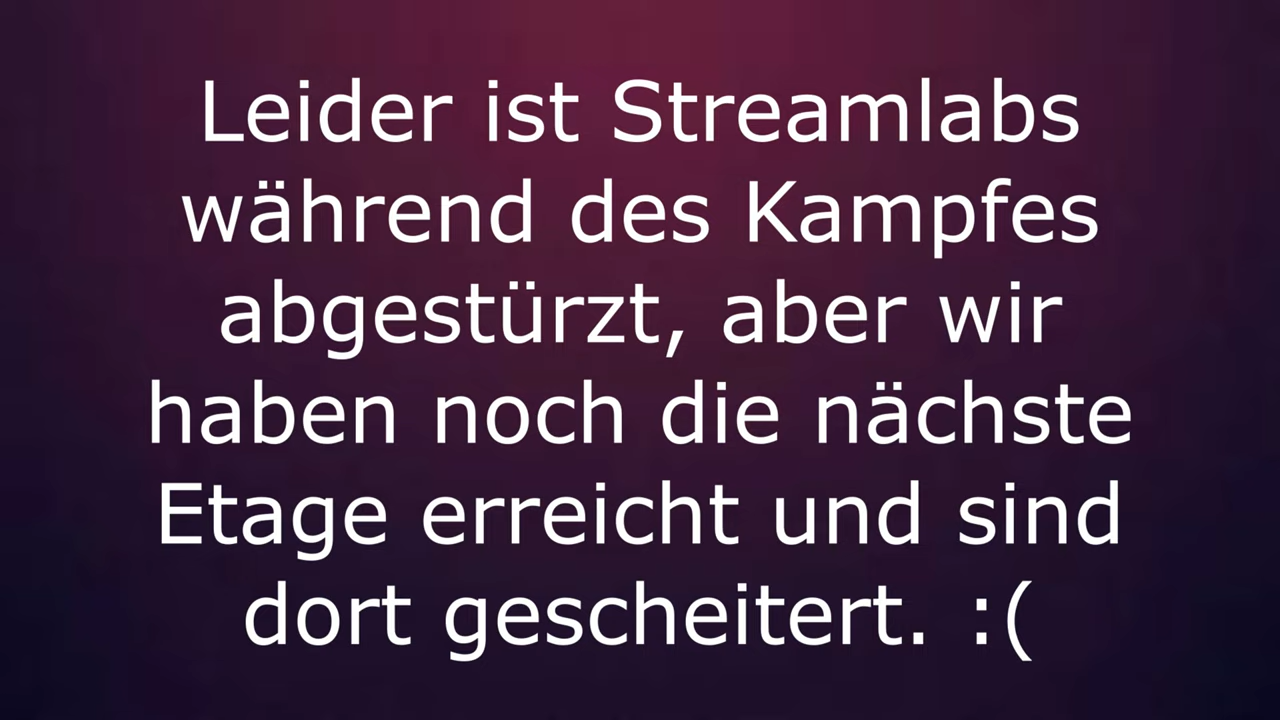 Leider ist Streamlabs
während des Kampfes
abgestürzt, aber wir
haben noch die nächste
Etage erreicht und sind
dort gescheitert. :(